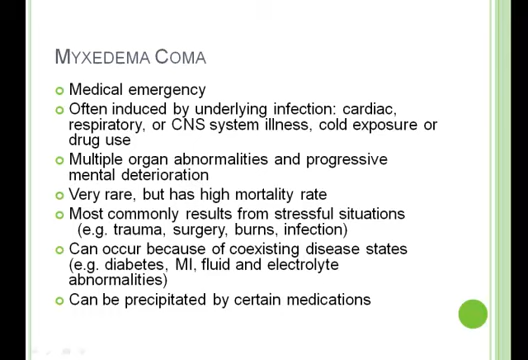 MYXEDEMA COMA
Medical emergency
Often induced by underlying infection: cardiac,
respiratory, or CNS system illness, cold exposure or
drug use
Multiple organ abnormalities and progressive
mental deterioration
Very rare, but has high mortality rate
Most commonly results from stressful situations
(e.g. trauma, surgery, burns, infection)
Can occur because of coexisting disease states
(e.g. diabetes, MI, fluid and electrolyte
abnormalities)
Can be precipitated by certain medications